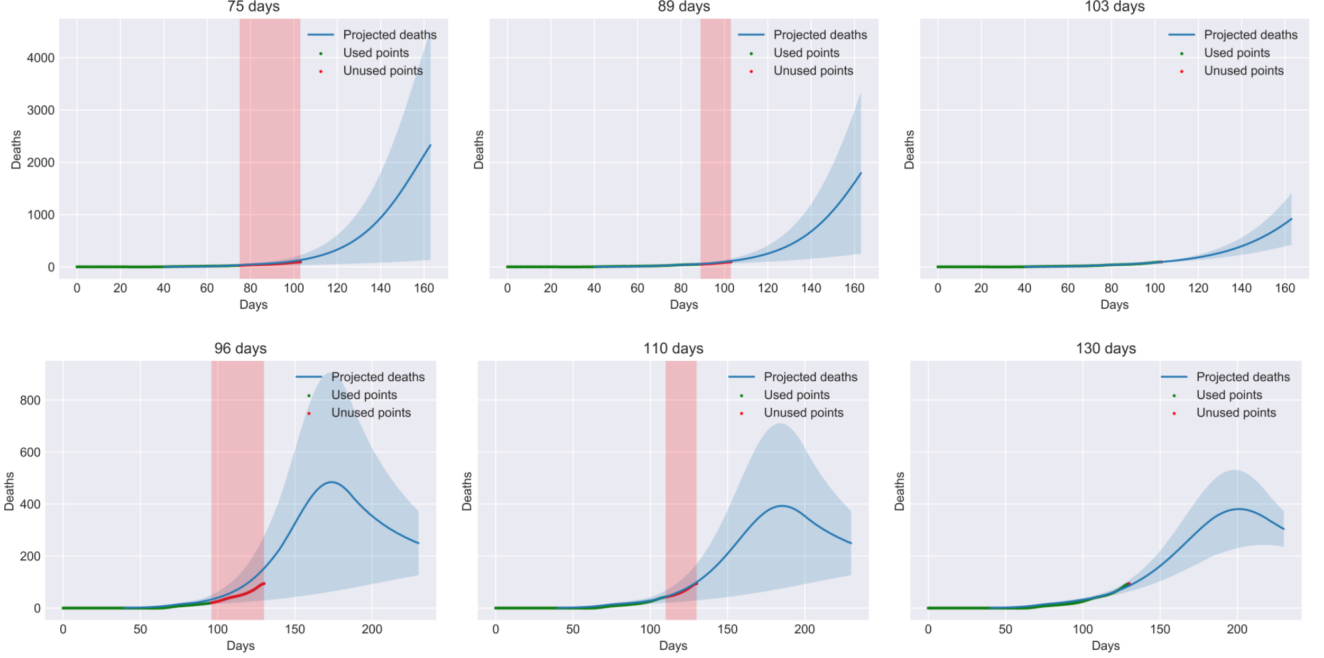 75 days
89 days
103 days
Projected deaths
Used points
Unused points
Projected deaths
Used points
Unused points
Projected deaths
Used points
Unused points
Deaths
4000
3000
2000
1000
0
Deaths
Deaths
0 20 40 60 80 100 120 140 160
0 20 40 60 80 100 120 140 160
0 20 40 60 80 100 120 140 160
Days
Days
Days
96 days
110 days
130 days
Projected deaths
Used points
Unused points
Projected deaths
Used points
Unused points
Projected deaths
Used points
Unused points
Deaths
800
600
400
200
0
Deaths
Deaths
0 50 100 150 200
0 50 100 150 200
0 50 100 150 200
Days
Days
Days